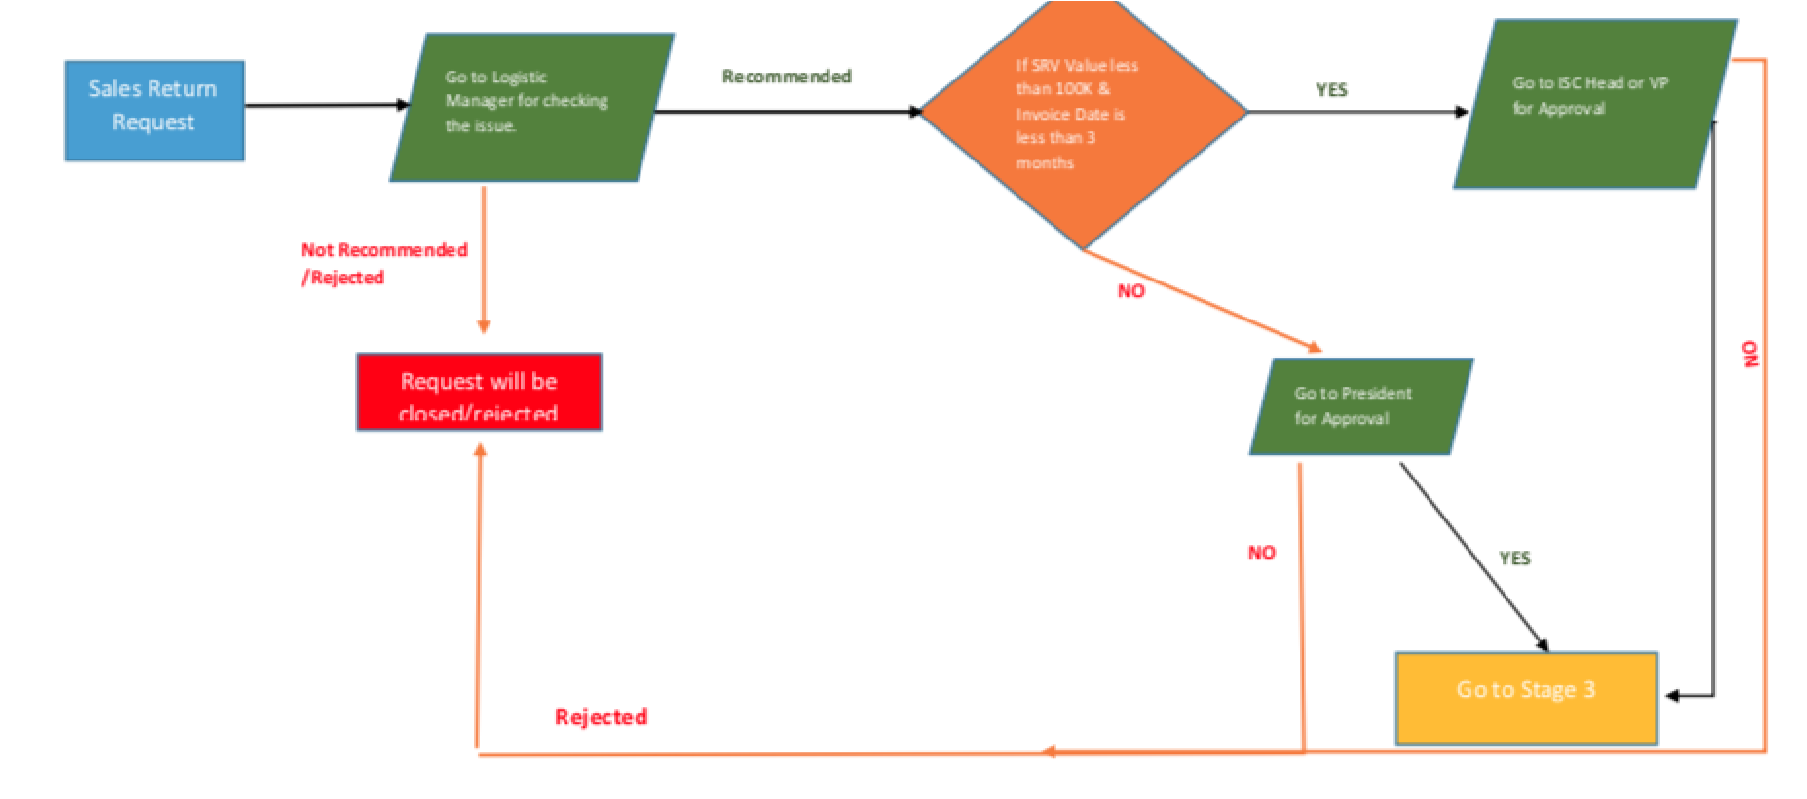 Sales Return
Request
Go to Logistic
Manager for checking
the issue.
Recommended
If SRV Value less
than 100K &
Invoice Date is
less than 3
months
YES
Go to ISC Head or VP
for Approval
Not Recommended
/Rejected
NO
Request will be
closed/rejected
Go to President
for Approval
NO
NO
YES
Go to Stage 3
Rejected